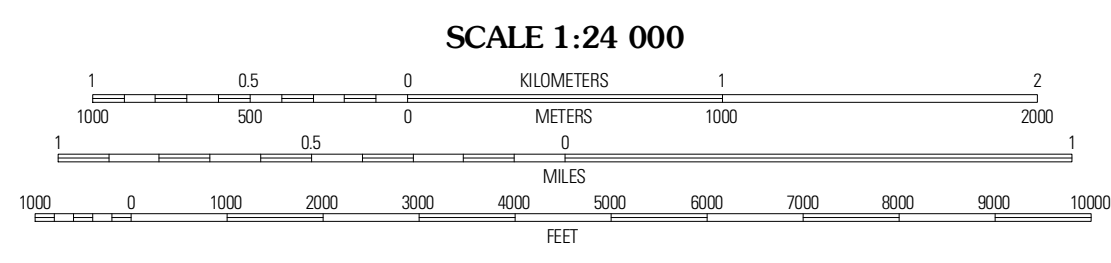 SCALE 1:24 000
1 0.5 0 KILOMETERS 1 2
1000 500 0 METERS 1000 2000
1 0.5 0 1
MILES
1000 0 1000 2000 3000 4000 5000 6000 7000 8000 9000 10000
FEET